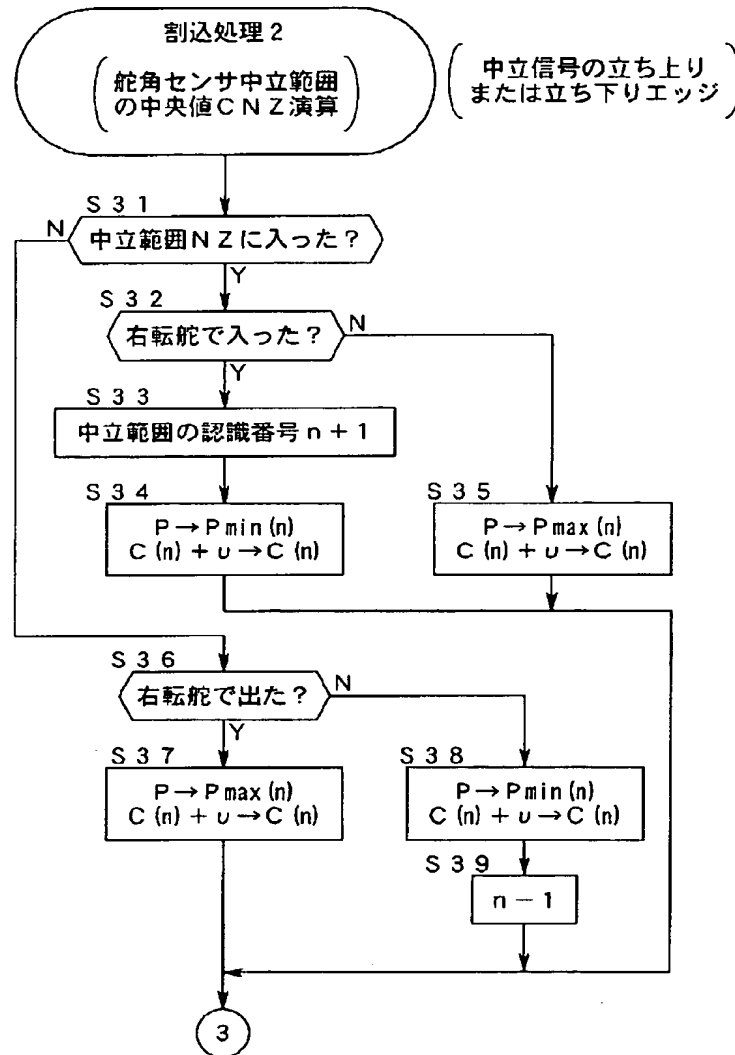 割込処理2
舵角センサ中立範囲
の中央値CNZ演算
中立信号の立ち上り
または立ち下りエッジ
S31
N
中立範囲NZに入った?
Y
S32
右転舵で入った?
N
Y
S33
中立範囲の認識番号n+1
S34
P→Pmin(n)
C(n)+υ→C(n)
S35
P→Pmax(n)
C(n)+υ→C(n)
S36
右転舵で出た?
N
Y
S37
P→Pmax(n)
C(n)+υ→C(n)
S38
P→Pmin(n)
C(n)+υ→C(n)
S39
n-1
3